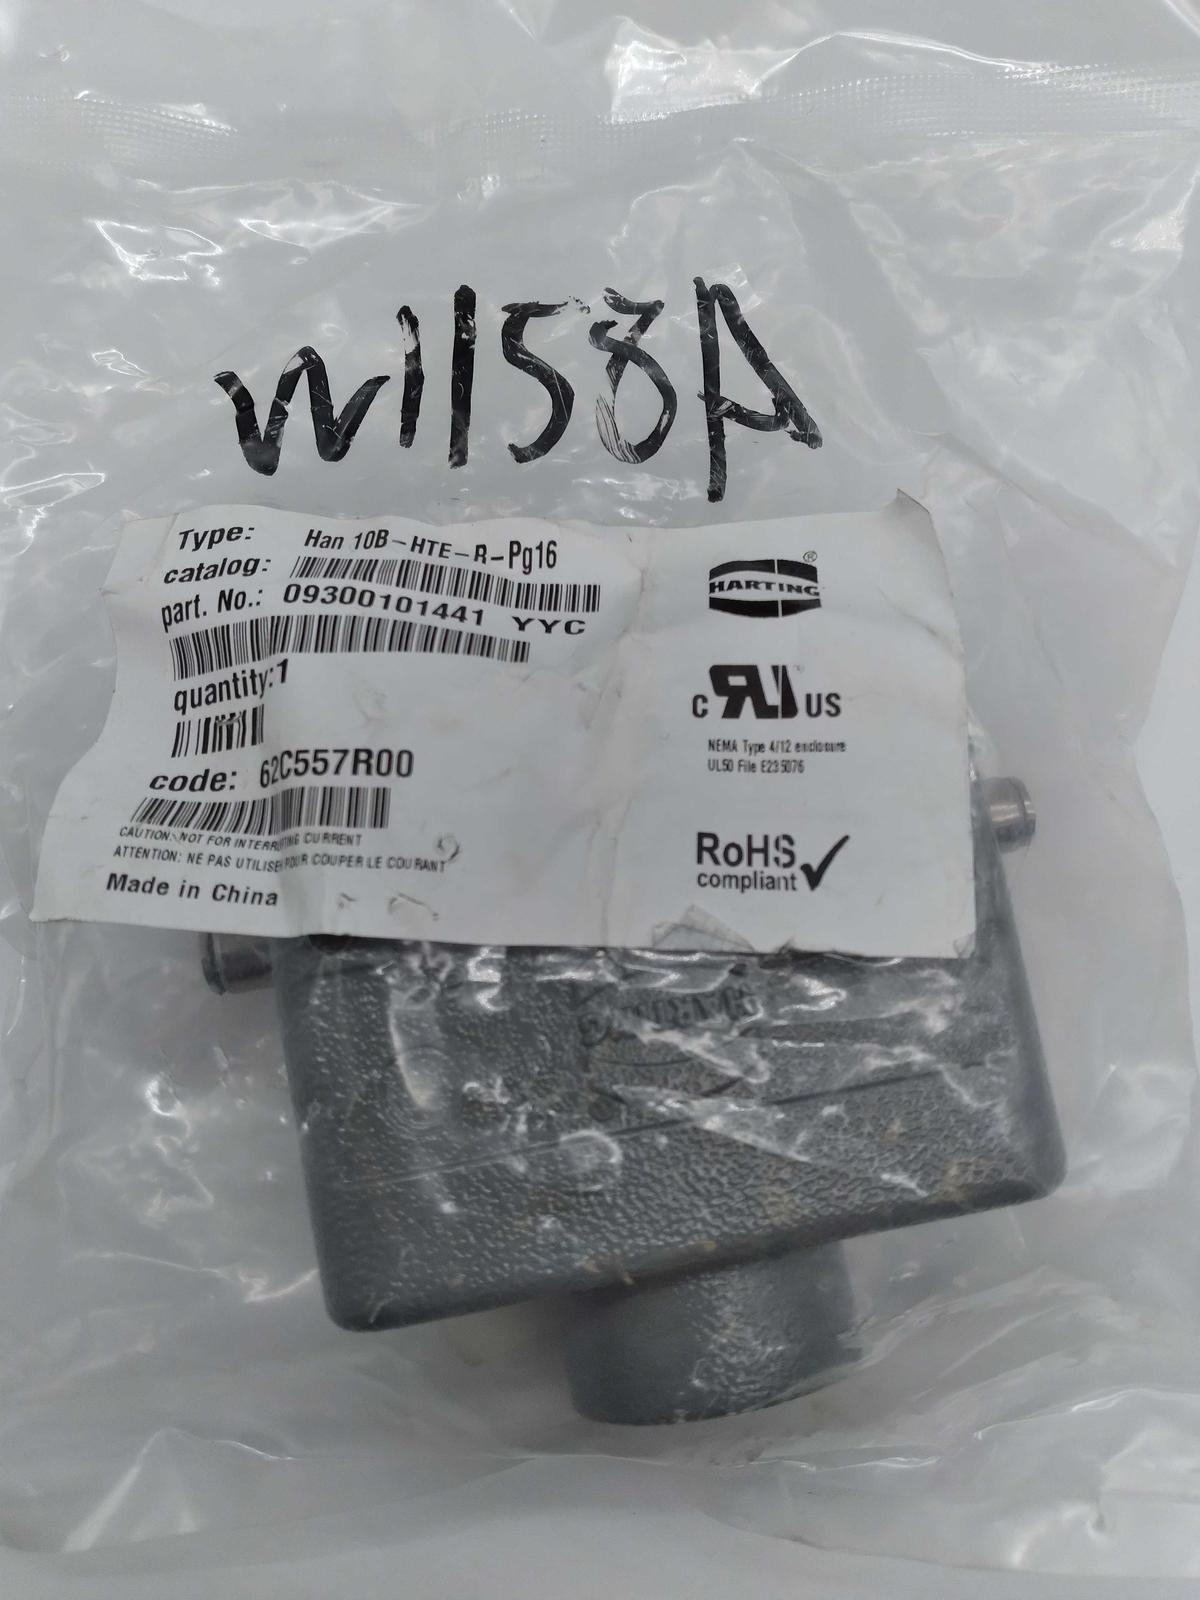 W1158A
Type: Han 10B-HTE-R-Pg16
catalog:
part. No.: 09300101441 YYC
quantity:1
code: 62C557R00
CAUTION: NOT FOR INTERRUPTING CURRENT
ATTENTION: NE PAS UTILISER POUR COUPER LE COURANT
Made in China
HARTING®
c RU US
NEMA Type 4/12 enclosure
UL50 File E235076
RoHS
compliant
HARTING